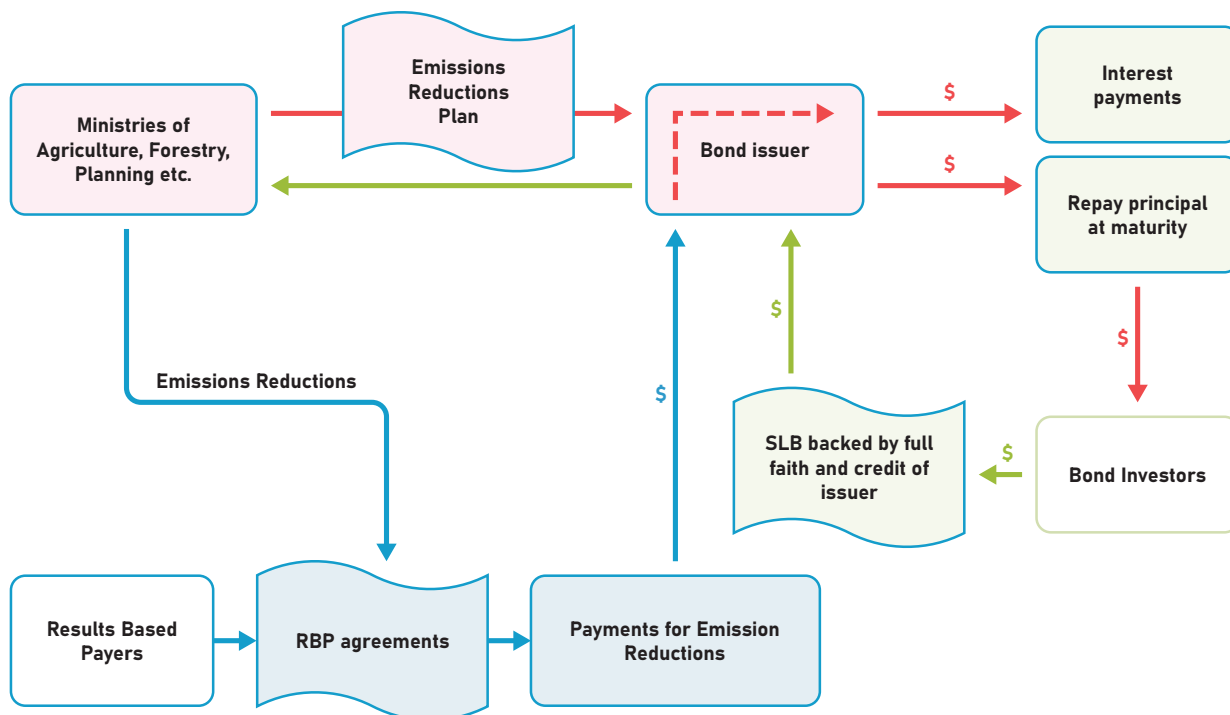 Emissions
Reductions
Plan
Ministries of
Agriculture, Forestry,
Planning etc.
Bond issuer
$
Interest
payments
$
Repay principal
at maturity
$
$
$
Emissions Reductions
SLB backed by full
faith and credit of
issuer
$
Bond Investors
Results Based
Payers
RBP agreements
Payments for Emission
Reductions